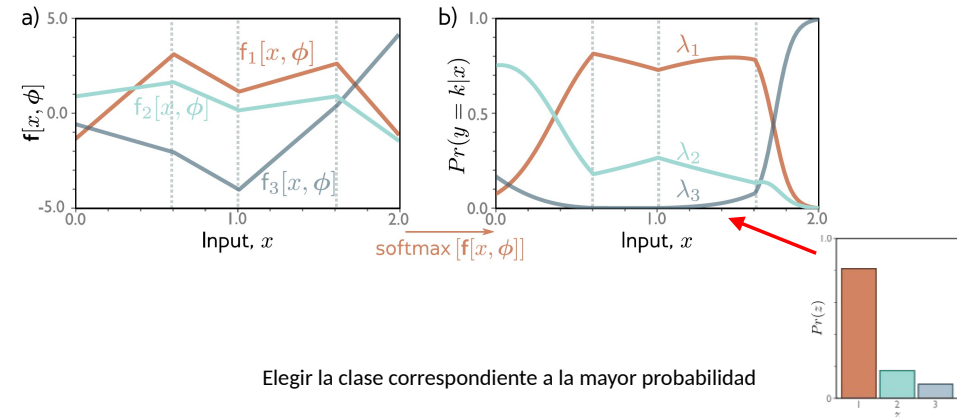 a)
5.0
0.0
-5.0
f[x, ϕ]
f₁[x, ϕ]
f₂[x, ϕ]
f₃[x, ϕ]
0.0 1.0 2.0
Input, x
softmax [f[x, ϕ]]
b)
1.0
0.5
0.0
Pr(y = k|x)
λ₁
λ₂
λ₃
0.0 1.0 2.0
Input, x
1.0
0
Pr(z)
1 2 3
z
Elegir la clase correspondiente a la mayor probabilidad